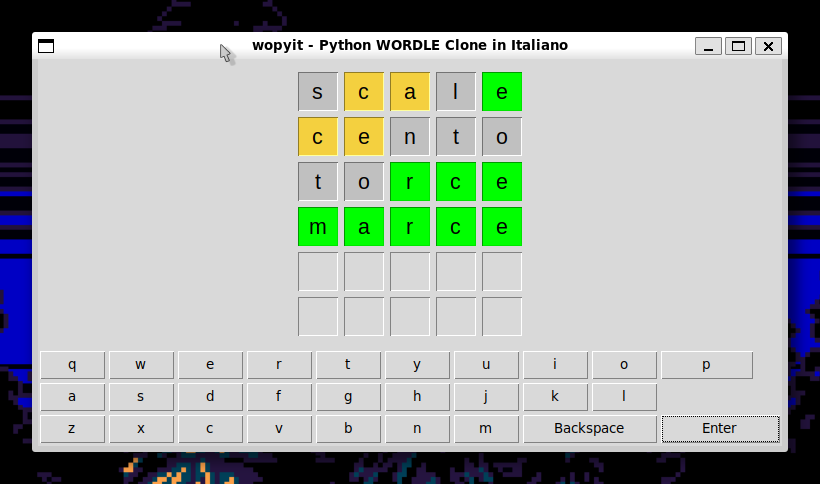 wopyit - Python WORDLE Clone in Italiano
s c a l e
c e n t o
t o r c e
m a r c e
q w e r t y u i o p
a s d f g h j k l
z x c v b n m Backspace Enter